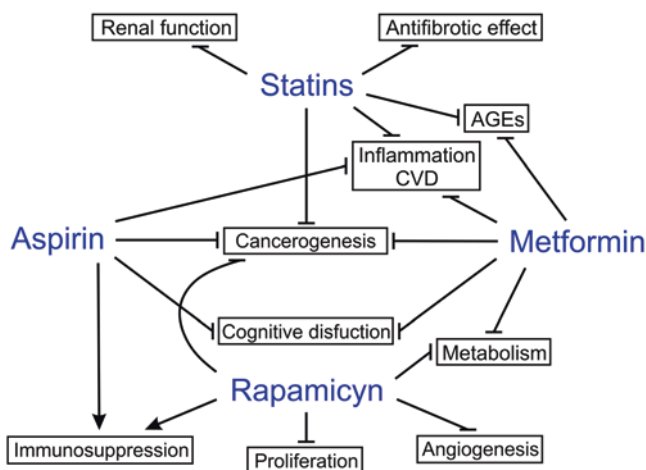 Renal function
Antifibrotic effect
Statins
AGEs
Inflammation
CVD
Aspirin
Cancerogenesis
Metformin
Cognitive disfuction
Metabolism
Rapamicyn
Immunosuppression
Proliferation
Angiogenesis